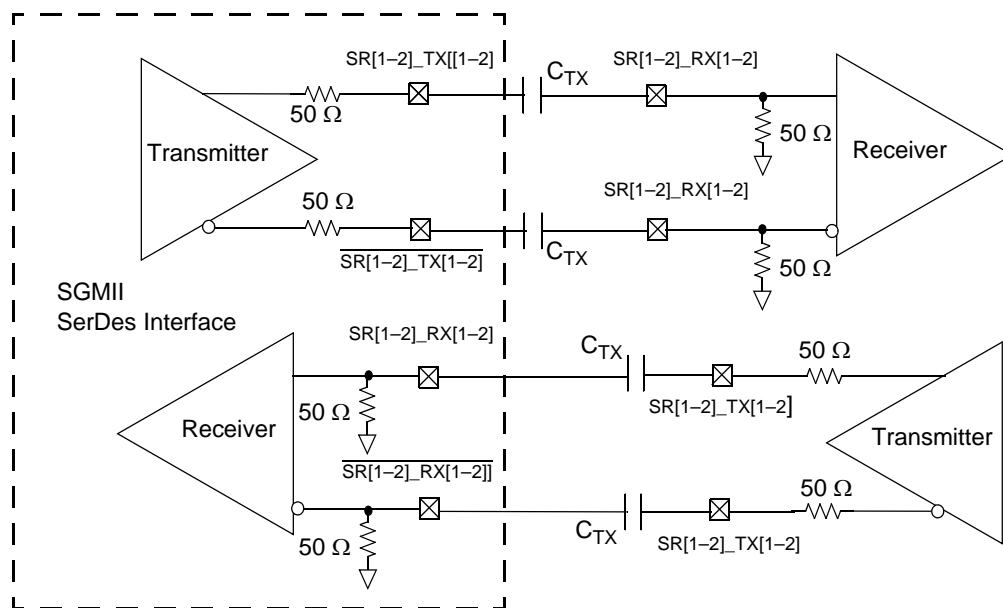 SR[1–2]_TX[[1–2]
C_TX
SR[1–2]_RX[1–2]
50 Ω
50 Ω
Transmitter
Receiver
SR[1–2]_RX[1–2]
50 Ω
SR[1–2]_TX[1–2]
C_TX
50 Ω
SGMII
SerDes Interface
SR[1–2]_RX[1–2]
C_TX
50 Ω
50 Ω
SR[1–2]_TX[1–2]
Receiver
Transmitter
SR[1–2]_RX[1–2]]
50 Ω
C_TX
50 Ω
SR[1–2]_TX[1–2]